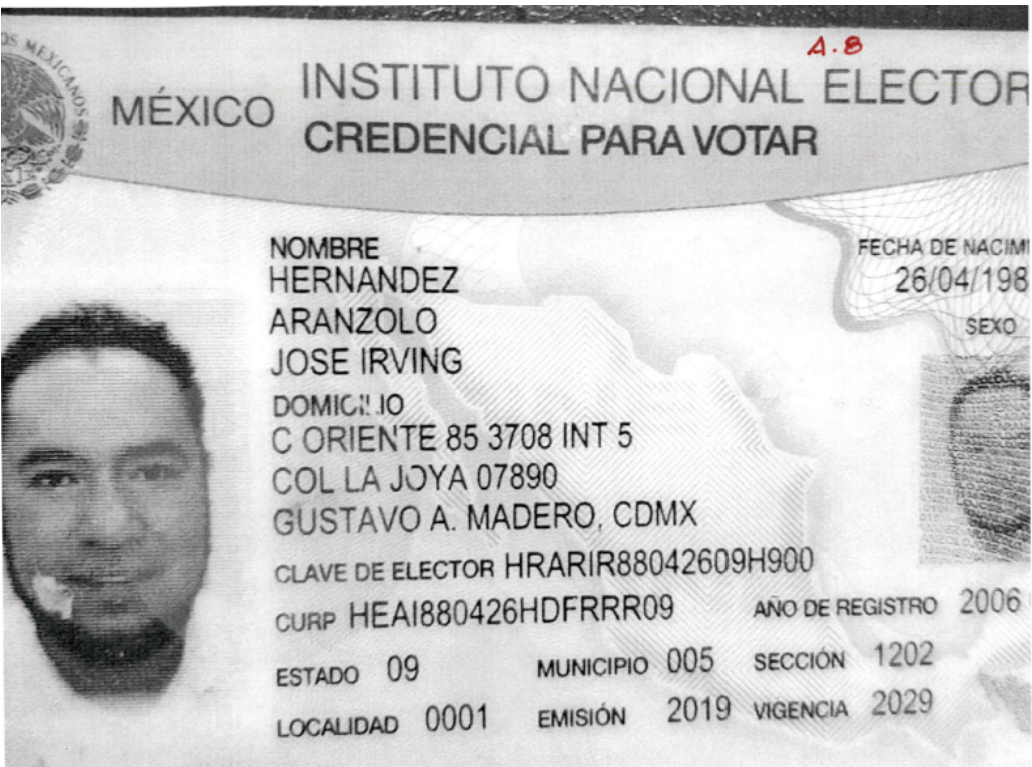 A.B
OS MEXICANOS
MÉXICO
INSTITUTO NACIONAL ELECTOR
CREDENCIAL PARA VOTAR
NOMBRE
HERNANDEZ
ARANZOLO
JOSE IRVING
FECHA DE NACIMI
26/04/198
SEXO
DOMICILIO
C ORIENTE 85 3708 INT 5
COL LA JOYA 07890
GUSTAVO A. MADERO, CDMX
CLAVE DE ELECTOR HRARIR88042609H900
CURP HEAI880426HDFRRR09
AÑO DE REGISTRO 2006
ESTADO 09 MUNICIPIO 005 SECCIÓN 1202
LOCALIDAD 0001 EMISIÓN 2019 VIGENCIA 2029